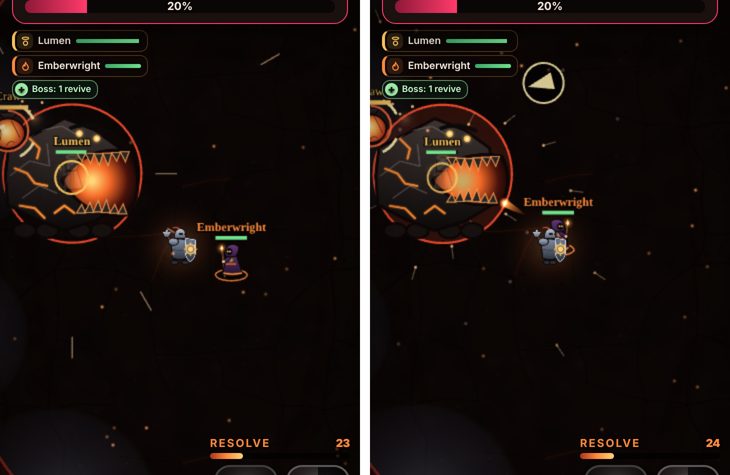 20%
Lumen
Emberwright
Boss: 1 revive
Lumen
Emberwright
RESOLVE 23
20%
Lumen
Emberwright
Boss: 1 revive
Lumen
Emberwright
RESOLVE 24